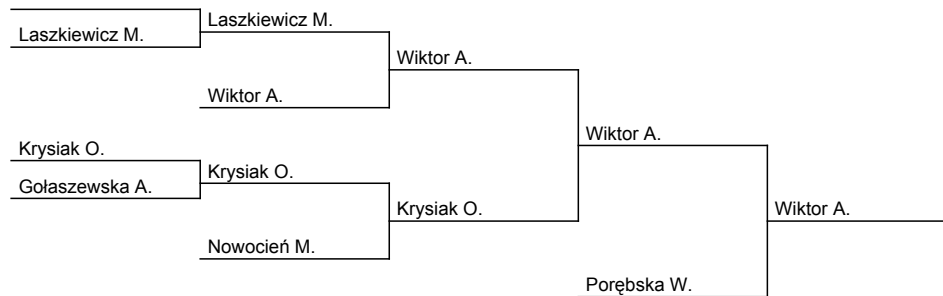 Laszkiewicz M.
Laszkiewicz M.
Wiktor A.
Wiktor A.
Wiktor A.
Krysiak O.
Krysiak O.
Gołaszewska A.
Krysiak O.
Wiktor A.
Nowocień M.
Porębska W.